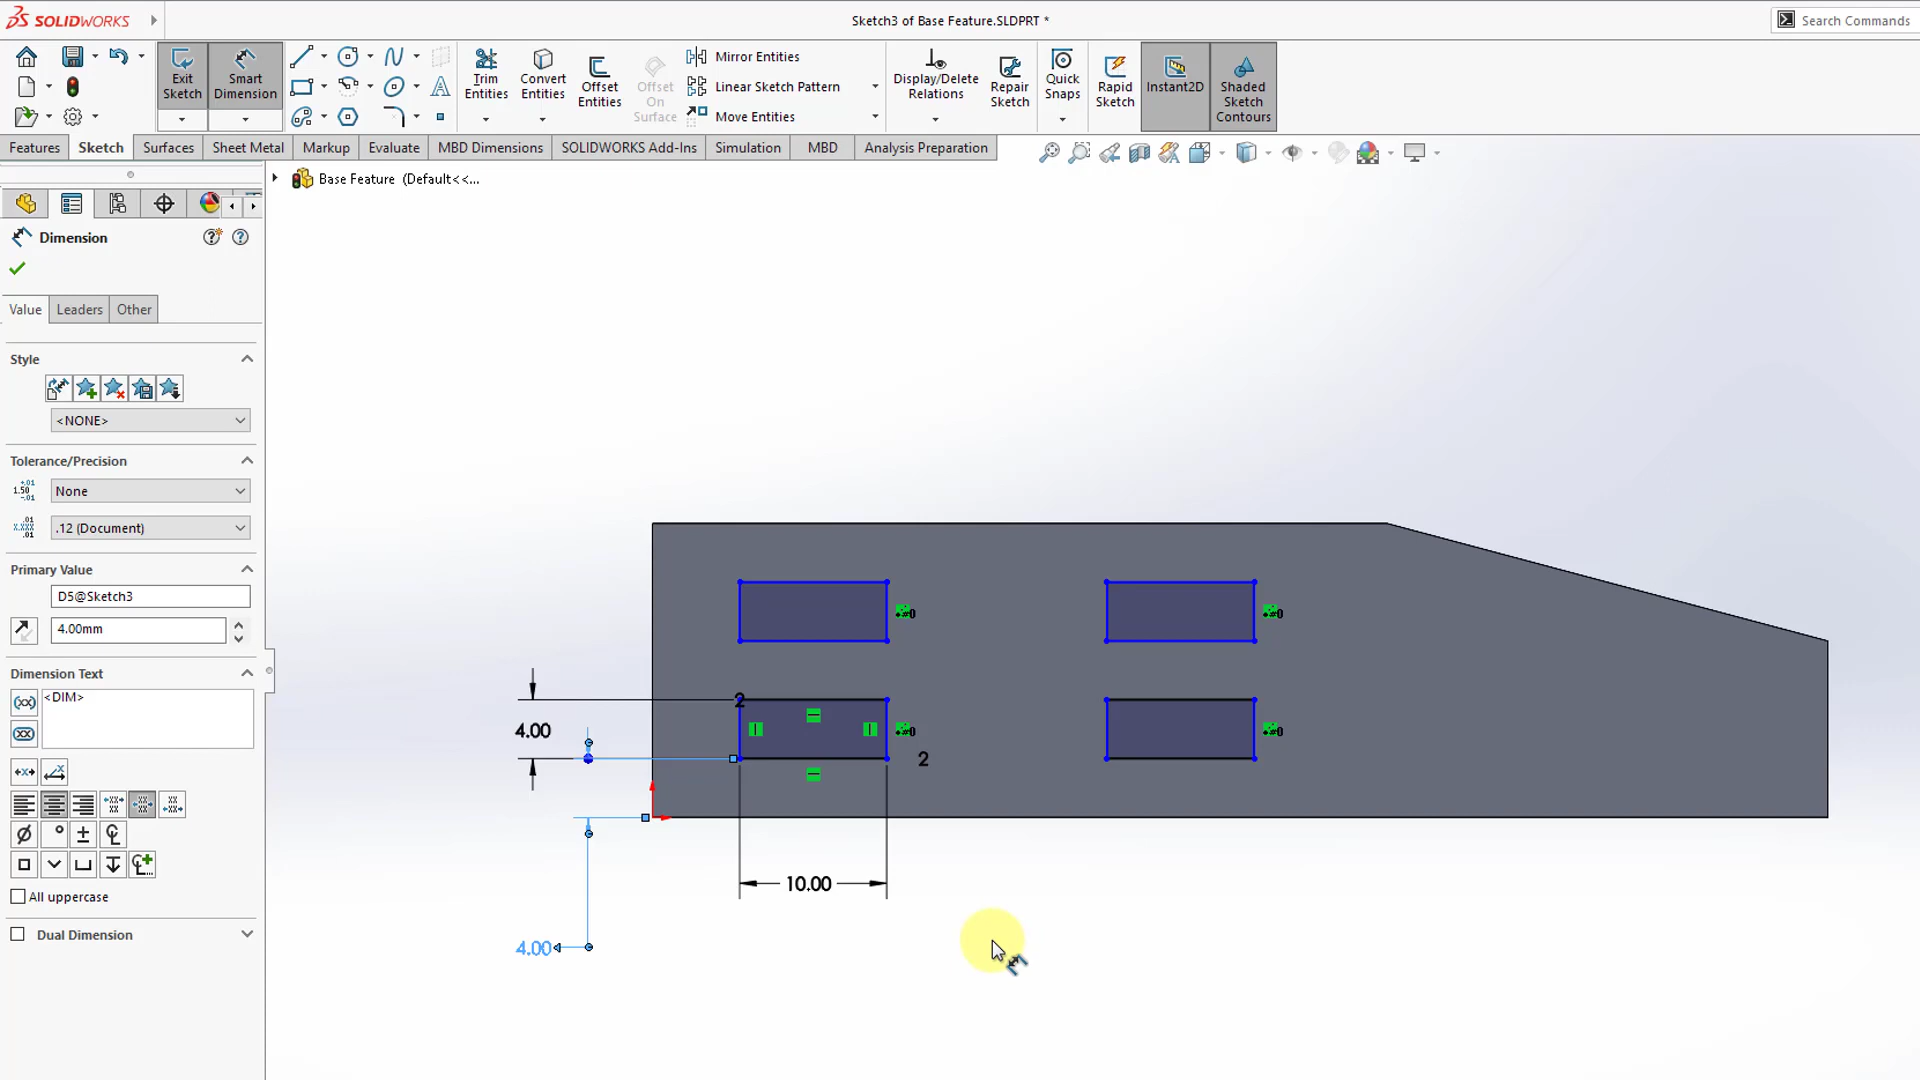 SOLIDWORKS
Sketch3 of Base Feature.SLDPRT *
Search Commands
Exit Sketch
Smart Dimension
Trim Entities
Convert Entities
Offset Entities
Offset On Surface
Mirror Entities
Linear Sketch Pattern
Move Entities
Display/Delete Relations
Repair Sketch
Quick Snaps
Rapid Sketch
Instant2D
Shaded Sketch Contours
Features
Sketch
Surfaces
Sheet Metal
Markup
Evaluate
MBD Dimensions
SOLIDWORKS Add-Ins
Simulation
MBD
Analysis Preparation
Base Feature (Default<<...
Dimension
Value
Leaders
Other
Style
<NONE>
Tolerance/Precision
None
.12 (Document)
Primary Value
D5@Sketch3
4.00mm
Dimension Text
<DIM>
All uppercase
Dual Dimension
2
4.00
2
10.00
4.00